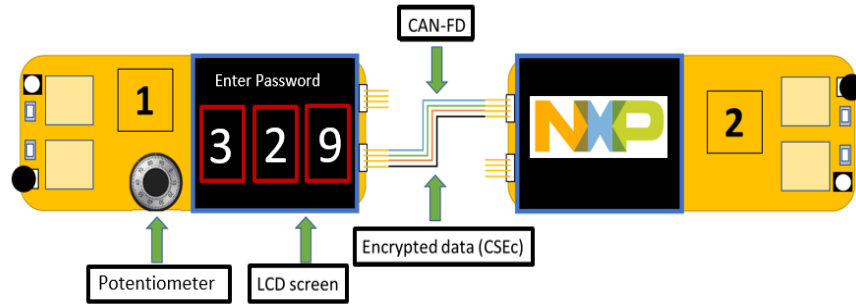 CAN-FD
1
Enter Password
3 2 9
NXP
2
Encrypted data (CSEc)
Potentiometer
LCD screen